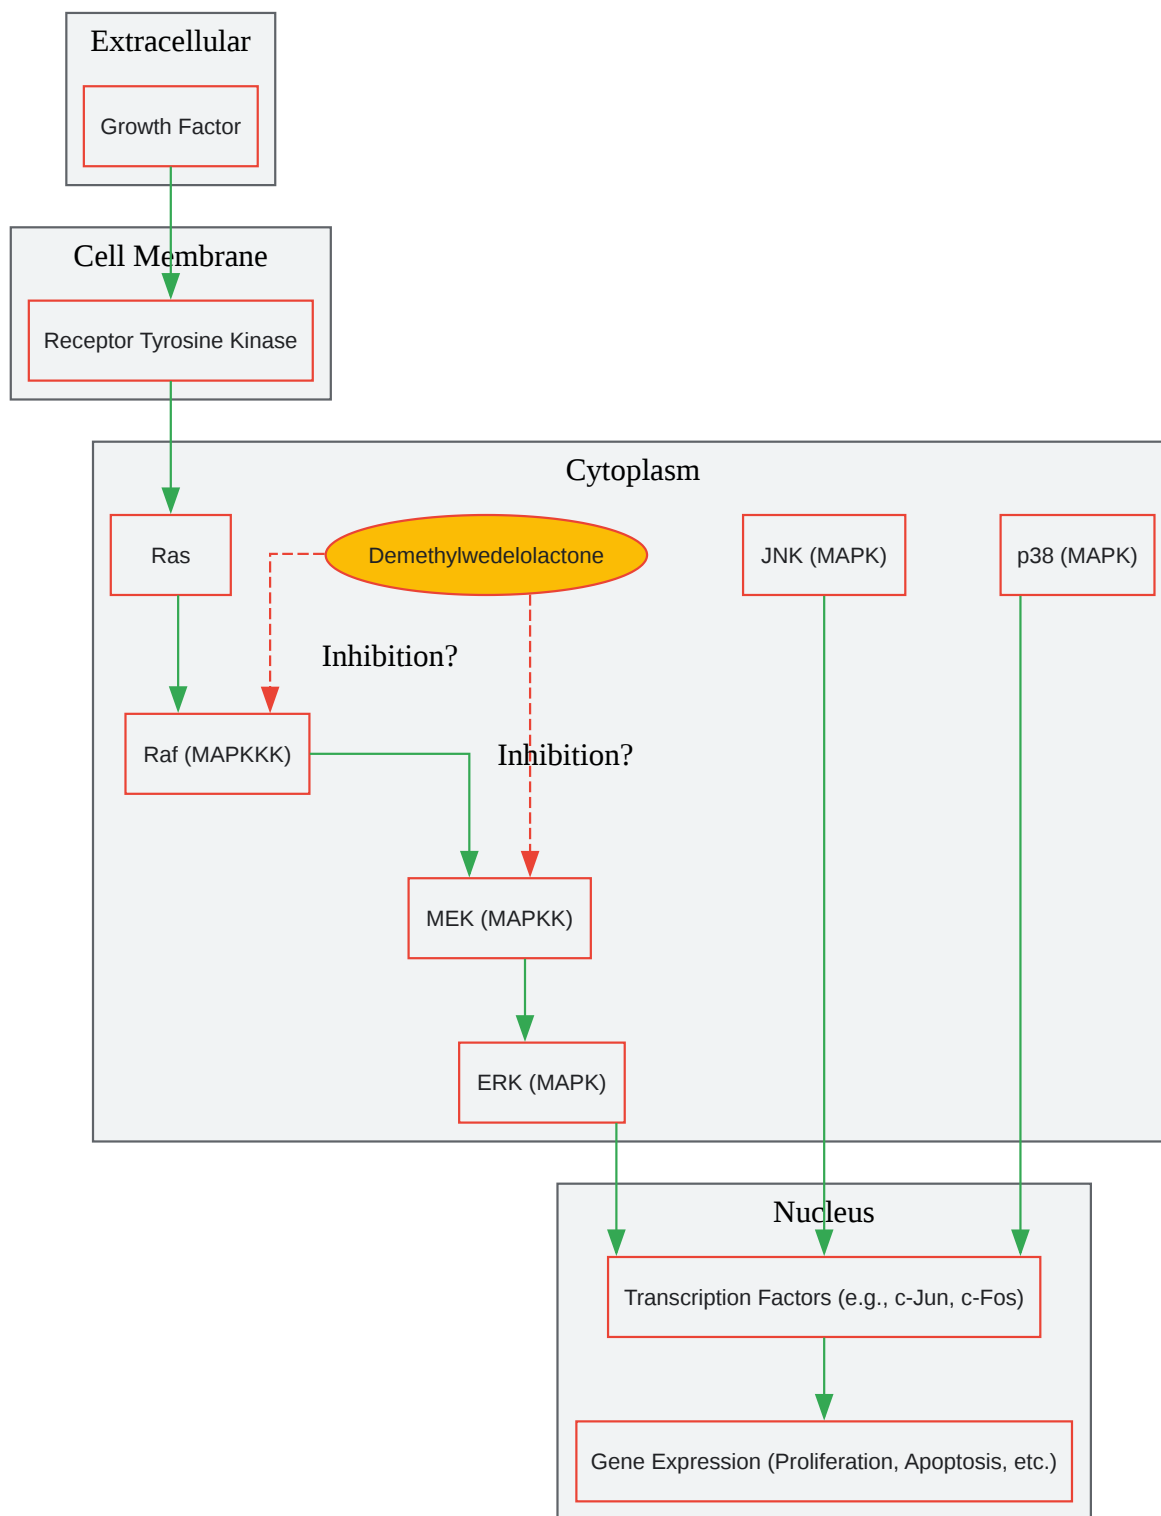 Extracellular
Growth Factor
Cell Membrane
Receptor Tyrosine Kinase
Cytoplasm
Ras
Demethylwedelolactone
JNK (MAPK)
p38 (MAPK)
Inhibition?
Raf (MAPKKK)
Inhibition?
MEK (MAPKK)
ERK (MAPK)
Nucleus
Transcription Factors (e.g., c-Jun, c-Fos)
Gene Expression (Proliferation, Apoptosis, etc.)